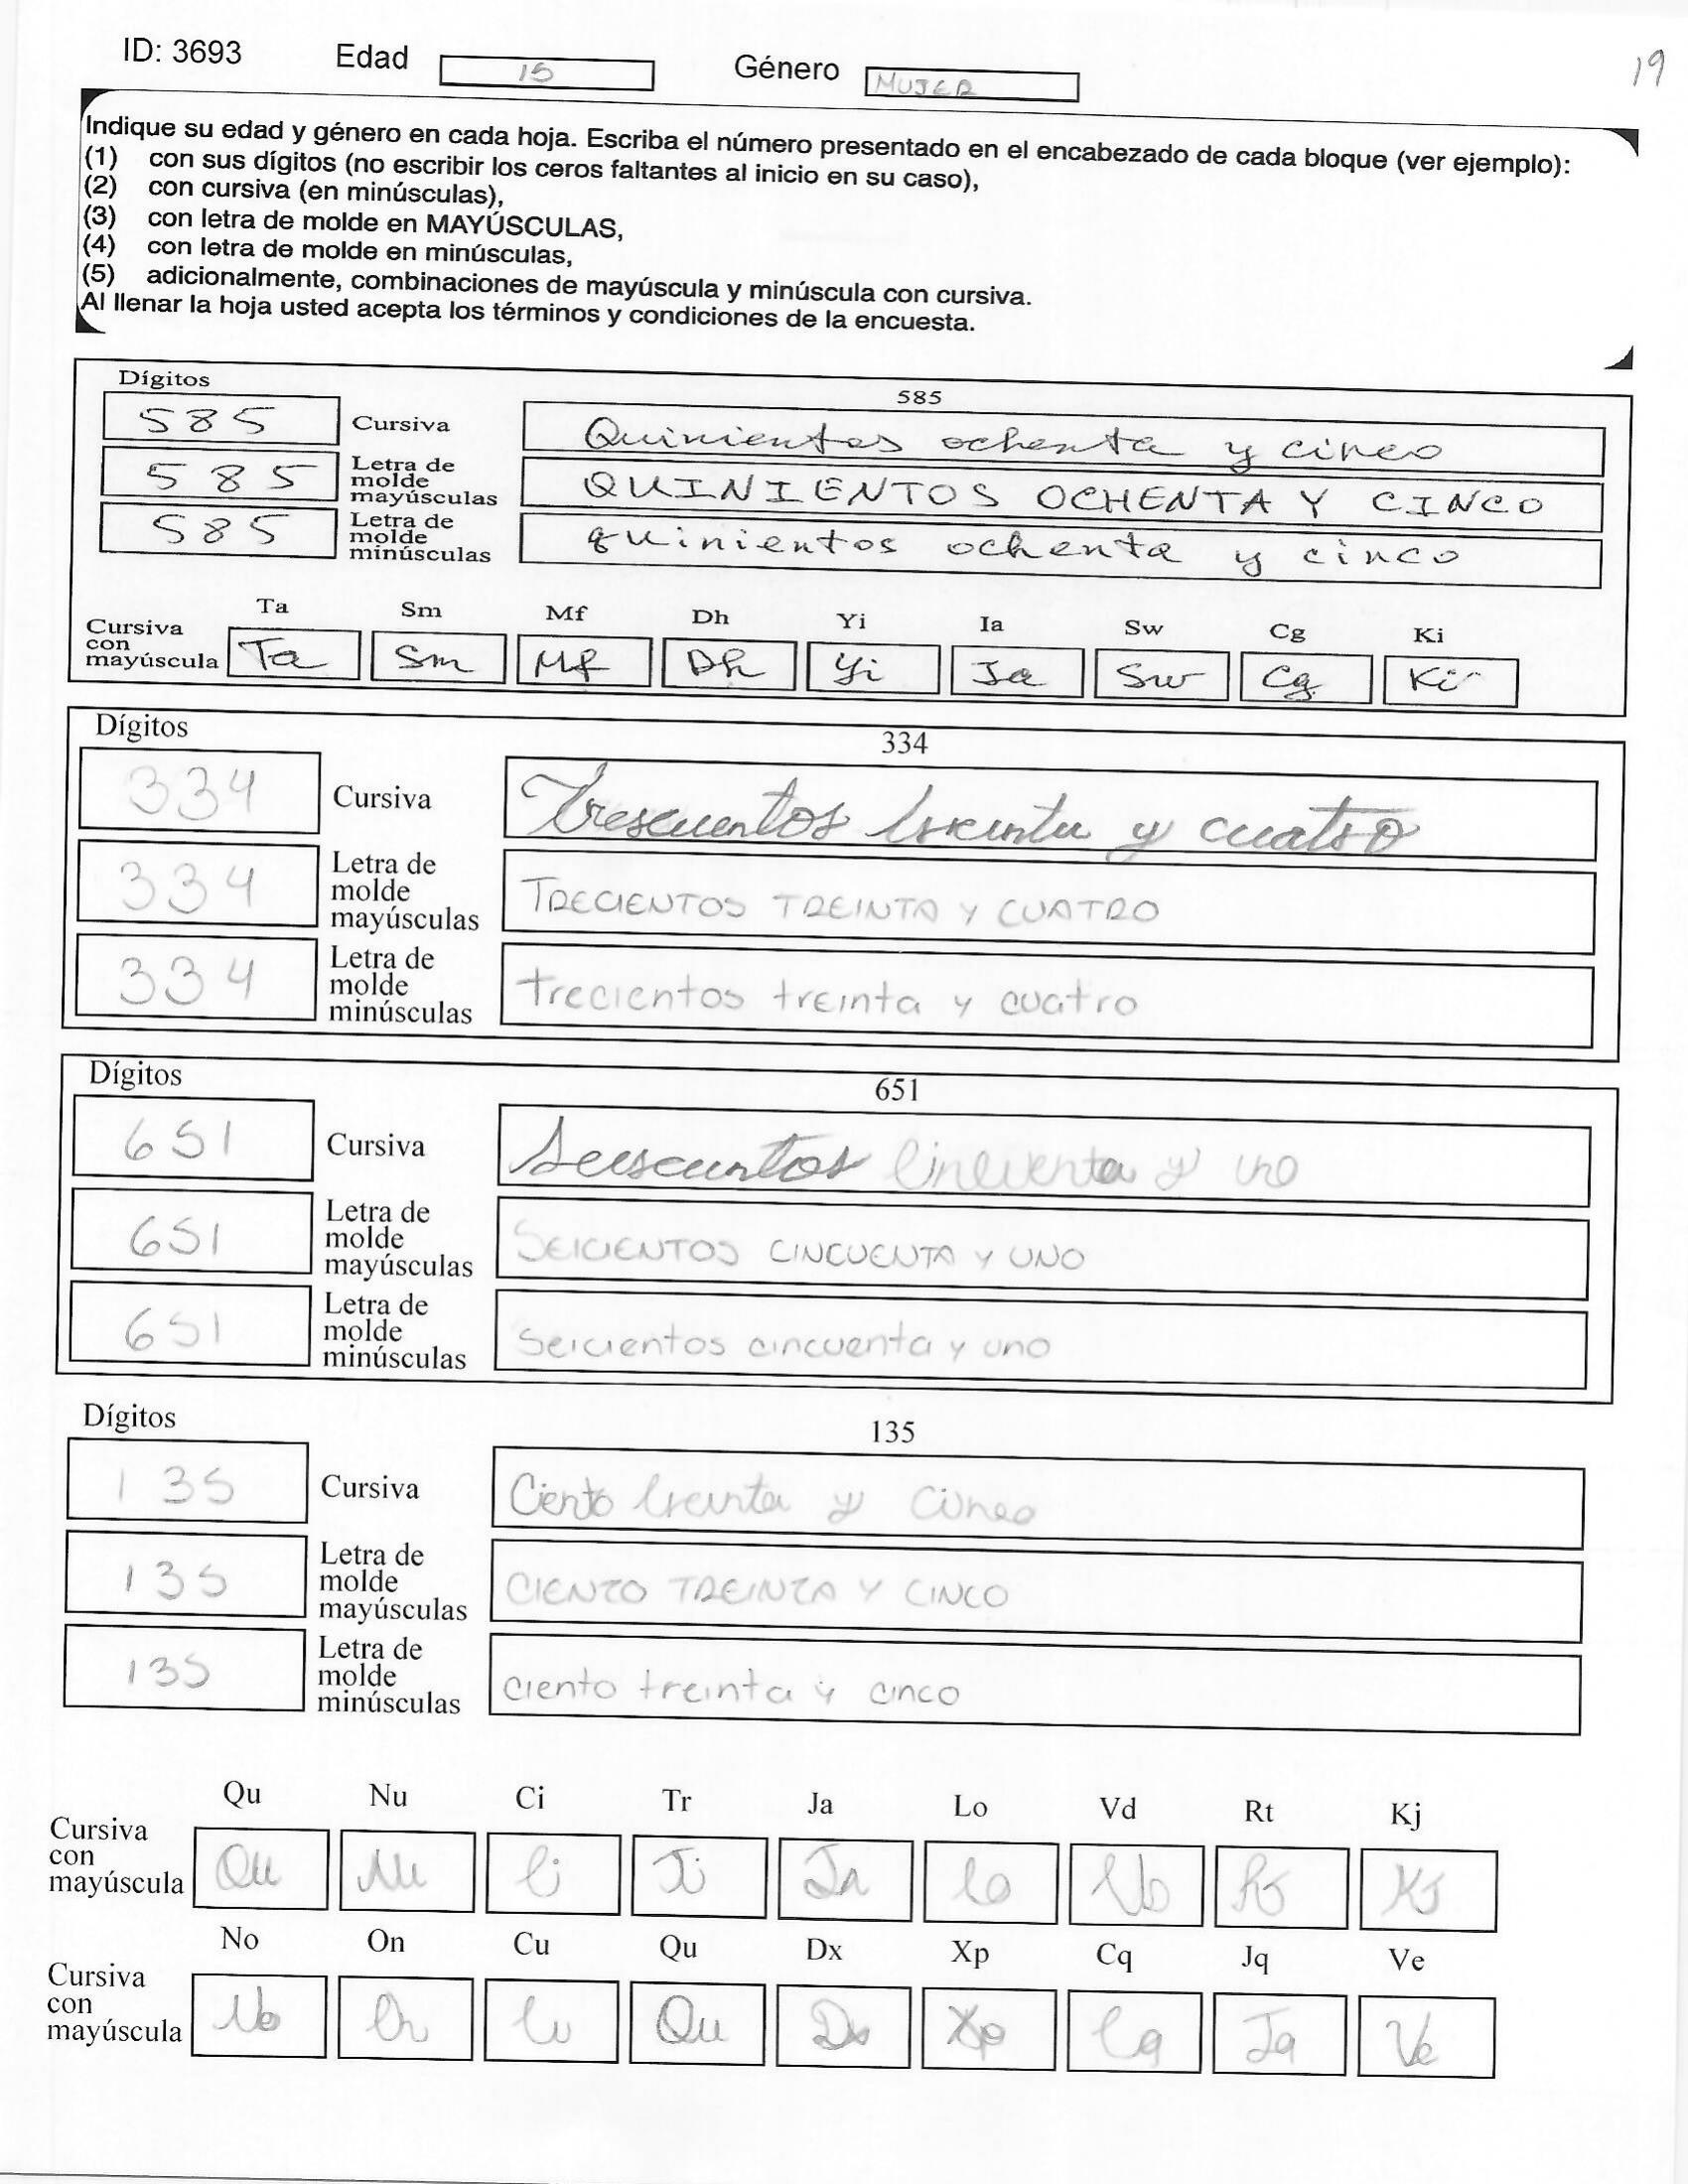 ID: 3693 Edad 15 Género MUJER 19
Indique su edad y género en cada hoja. Escriba el número presentado en el encabezado de cada bloque (ver ejemplo):
(1) con sus dígitos (no escribir los ceros faltantes al inicio en su caso),
(2) con cursiva (en minúsculas),
(3) con letra de molde en MAYÚSCULAS,
(4) con letra de molde en minúsculas,
(5) adicionalmente, combinaciones de mayúscula y minúscula con cursiva.
Al llenar la hoja usted acepta los términos y condiciones de la encuesta.
Dígitos 585
585 Cursiva Quinientos ochenta y cinco
585 Letra de molde mayúsculas QUINIENTOS OCHENTA Y CINCO
585 Letra de molde minúsculas quinientos ochenta y cinco
Ta Sm Mf Dh Yi Ia Sw Cg Ki
Cursiva con mayúscula Ta Sm Mf Dh Yi Ia Sw Cg Ki
Dígitos 334
334 Cursiva Trescientos treinta y cuatro
334 Letra de molde mayúsculas TRECIENTOS TREINTA Y CUATRO
334 Letra de molde minúsculas trecientos treinta y cuatro
Dígitos 651
651 Cursiva Seiscientos Cincuenta y uno
651 Letra de molde mayúsculas SEICIENTOS CINCUENTA Y UNO
651 Letra de molde minúsculas Seicientos cincuenta y uno
Dígitos 135
135 Cursiva Ciento treinta y Cinco
135 Letra de molde mayúsculas CIENTO TREINTA Y CINCO
135 Letra de molde minúsculas ciento treinta y cinco
Qu Nu Ci Tr Ja Lo Vd Rt Kj
Cursiva con mayúscula Qu Nu Ci Ti Ja Lo Kj
No On Cu Qu Dx Xp Cq Jq Ve
Cursiva con mayúscula No On Cu Qu Dx Xp Cq Jq Ve